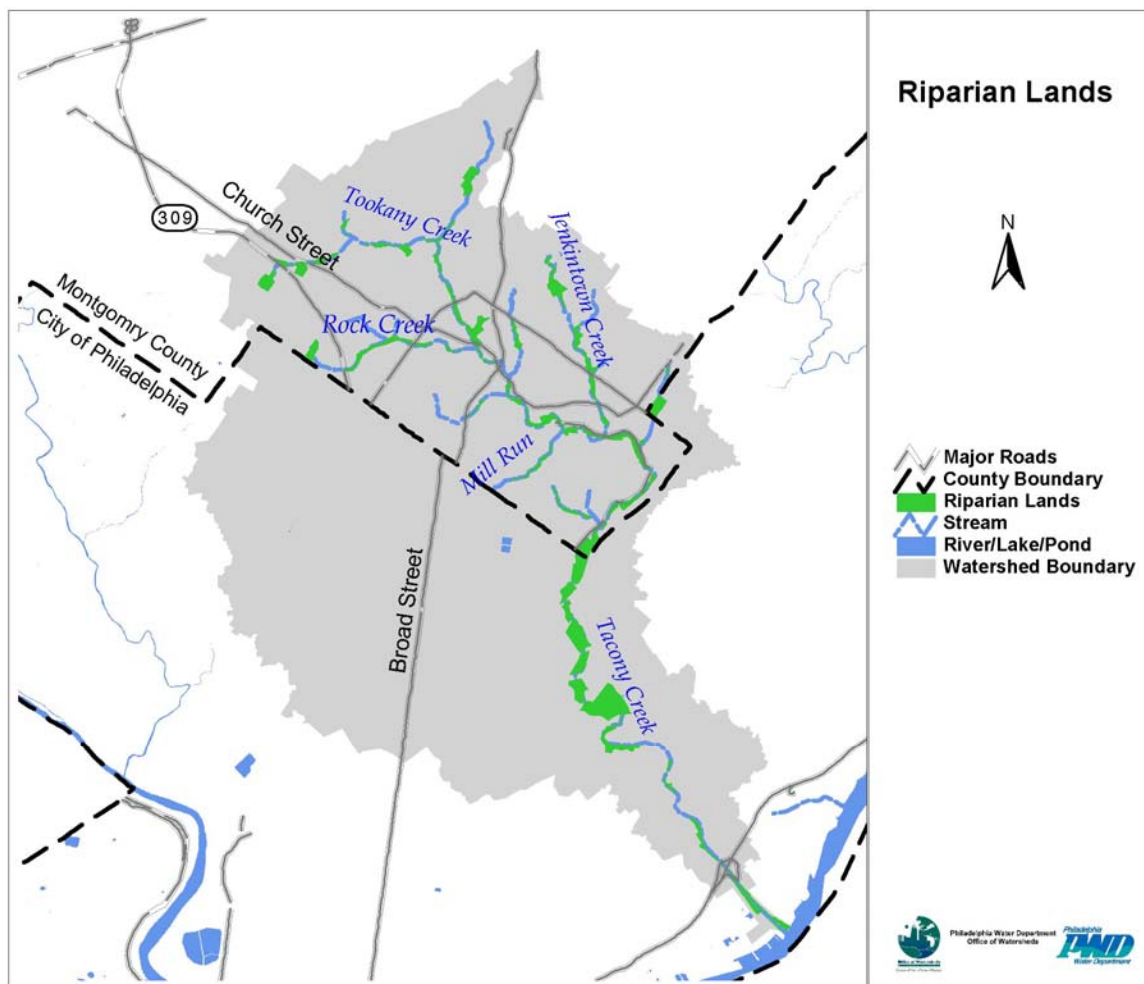 Riparian Lands
N
Tookany Creek
Jenkintown Creek
Church Street
309
Montgomry County
City of Philadelphia
Rock Creek
Mill Run
Broad Street
Tacony Creek
Major Roads
County Boundary
Riparian Lands
Stream
River/Lake/Pond
Watershed Boundary
Philadelphia Water Department
Office of Watersheds
Philadelphia
PWD
Water Department